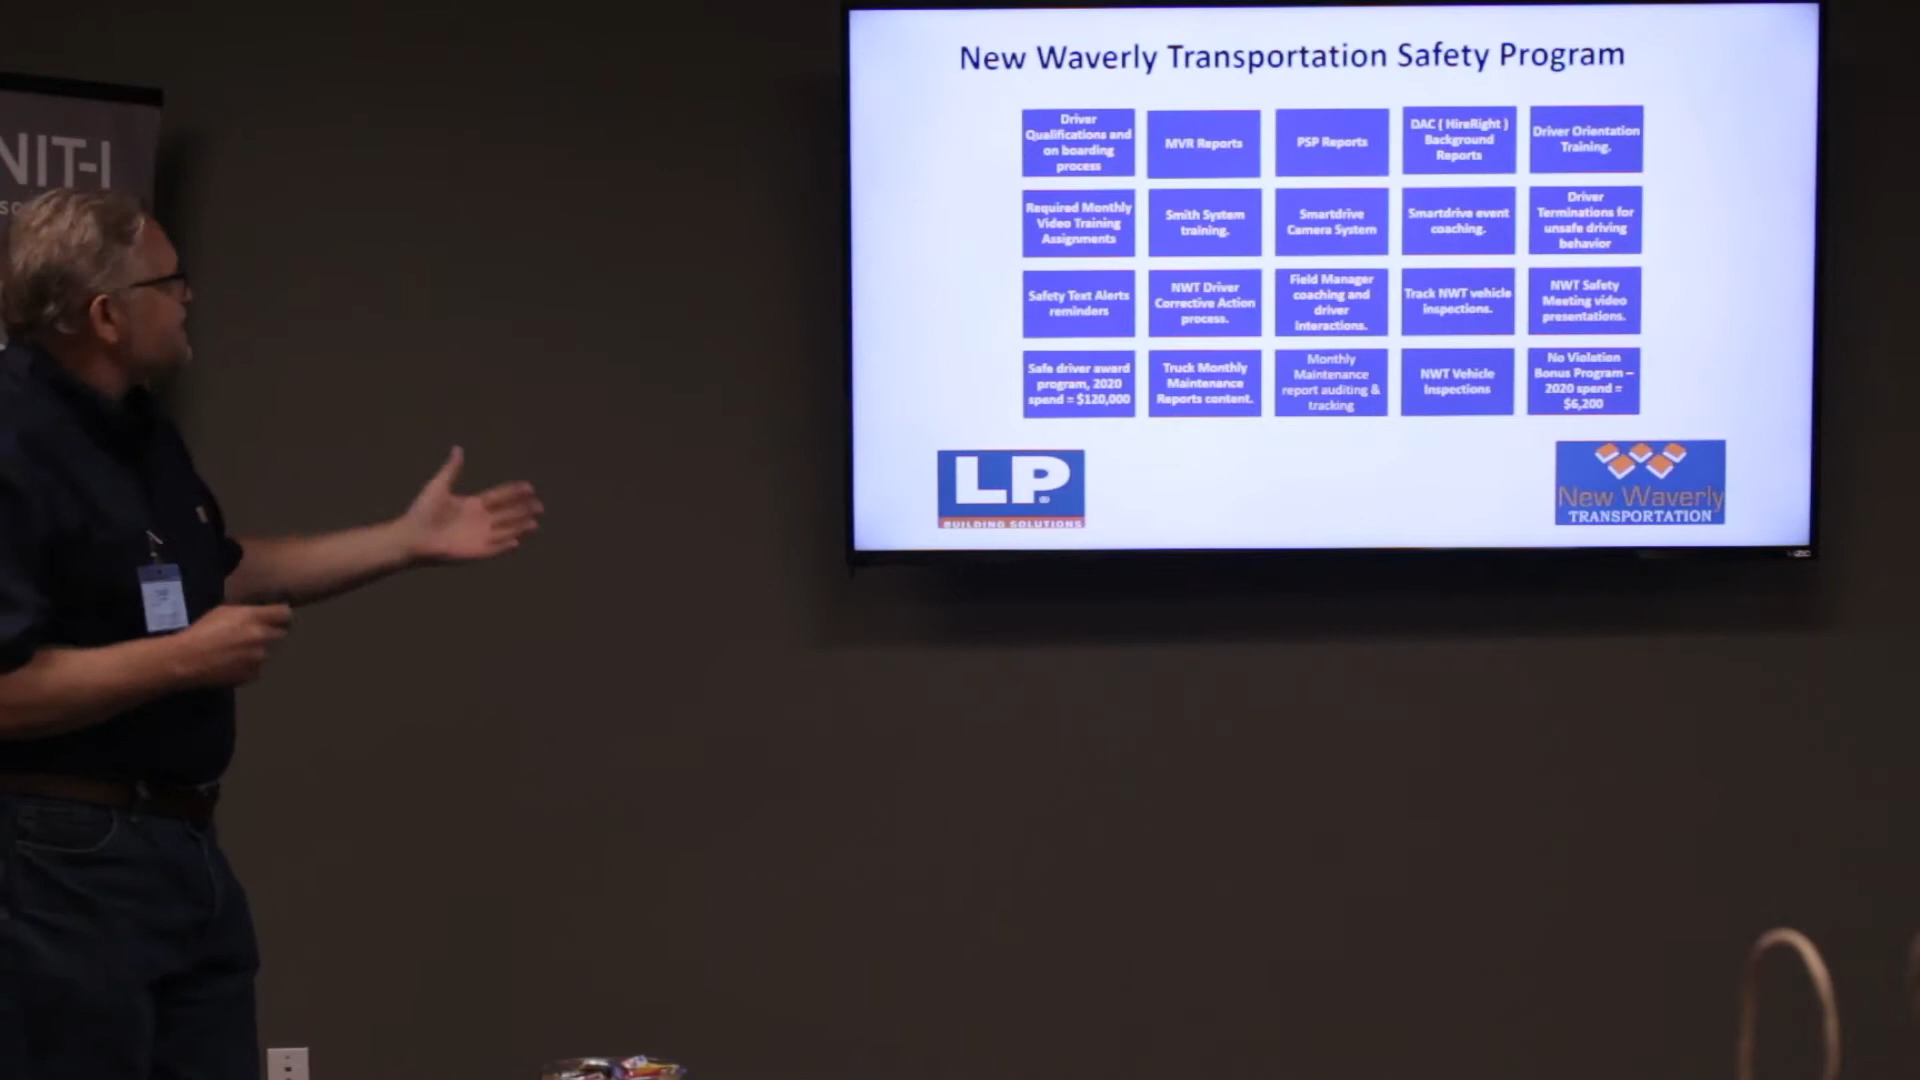 NIT-I
New Waverly Transportation Safety Program
Driver
Qualifications and
on boarding
process
MVR Reports
PSP Reports
DAC ( HireRight )
Background
Reports
Driver Orientation
Training.
Required Monthly
Video Training
Assignments
Smith System
training.
Smartdrive
Camera System
Smartdrive event
coaching.
Driver
Terminations for
unsafe driving
behavior
Safety Text Alerts
reminders
NWT Driver
Corrective Action
process.
Field Manager
coaching and
driver
interactions.
Track NWT vehicle
inspections.
NWT Safety
Meeting video
presentations.
Safe driver award
program, 2020
spend = $120,000
Truck Monthly
Maintenance
Reports content.
Monthly
Maintenance
report auditing &
tracking
NWT Vehicle
Inspections
No Violation
Bonus Program –
2020 spend =
$6,200
LP®
BUILDING SOLUTIONS
New Waverly
TRANSPORTATION